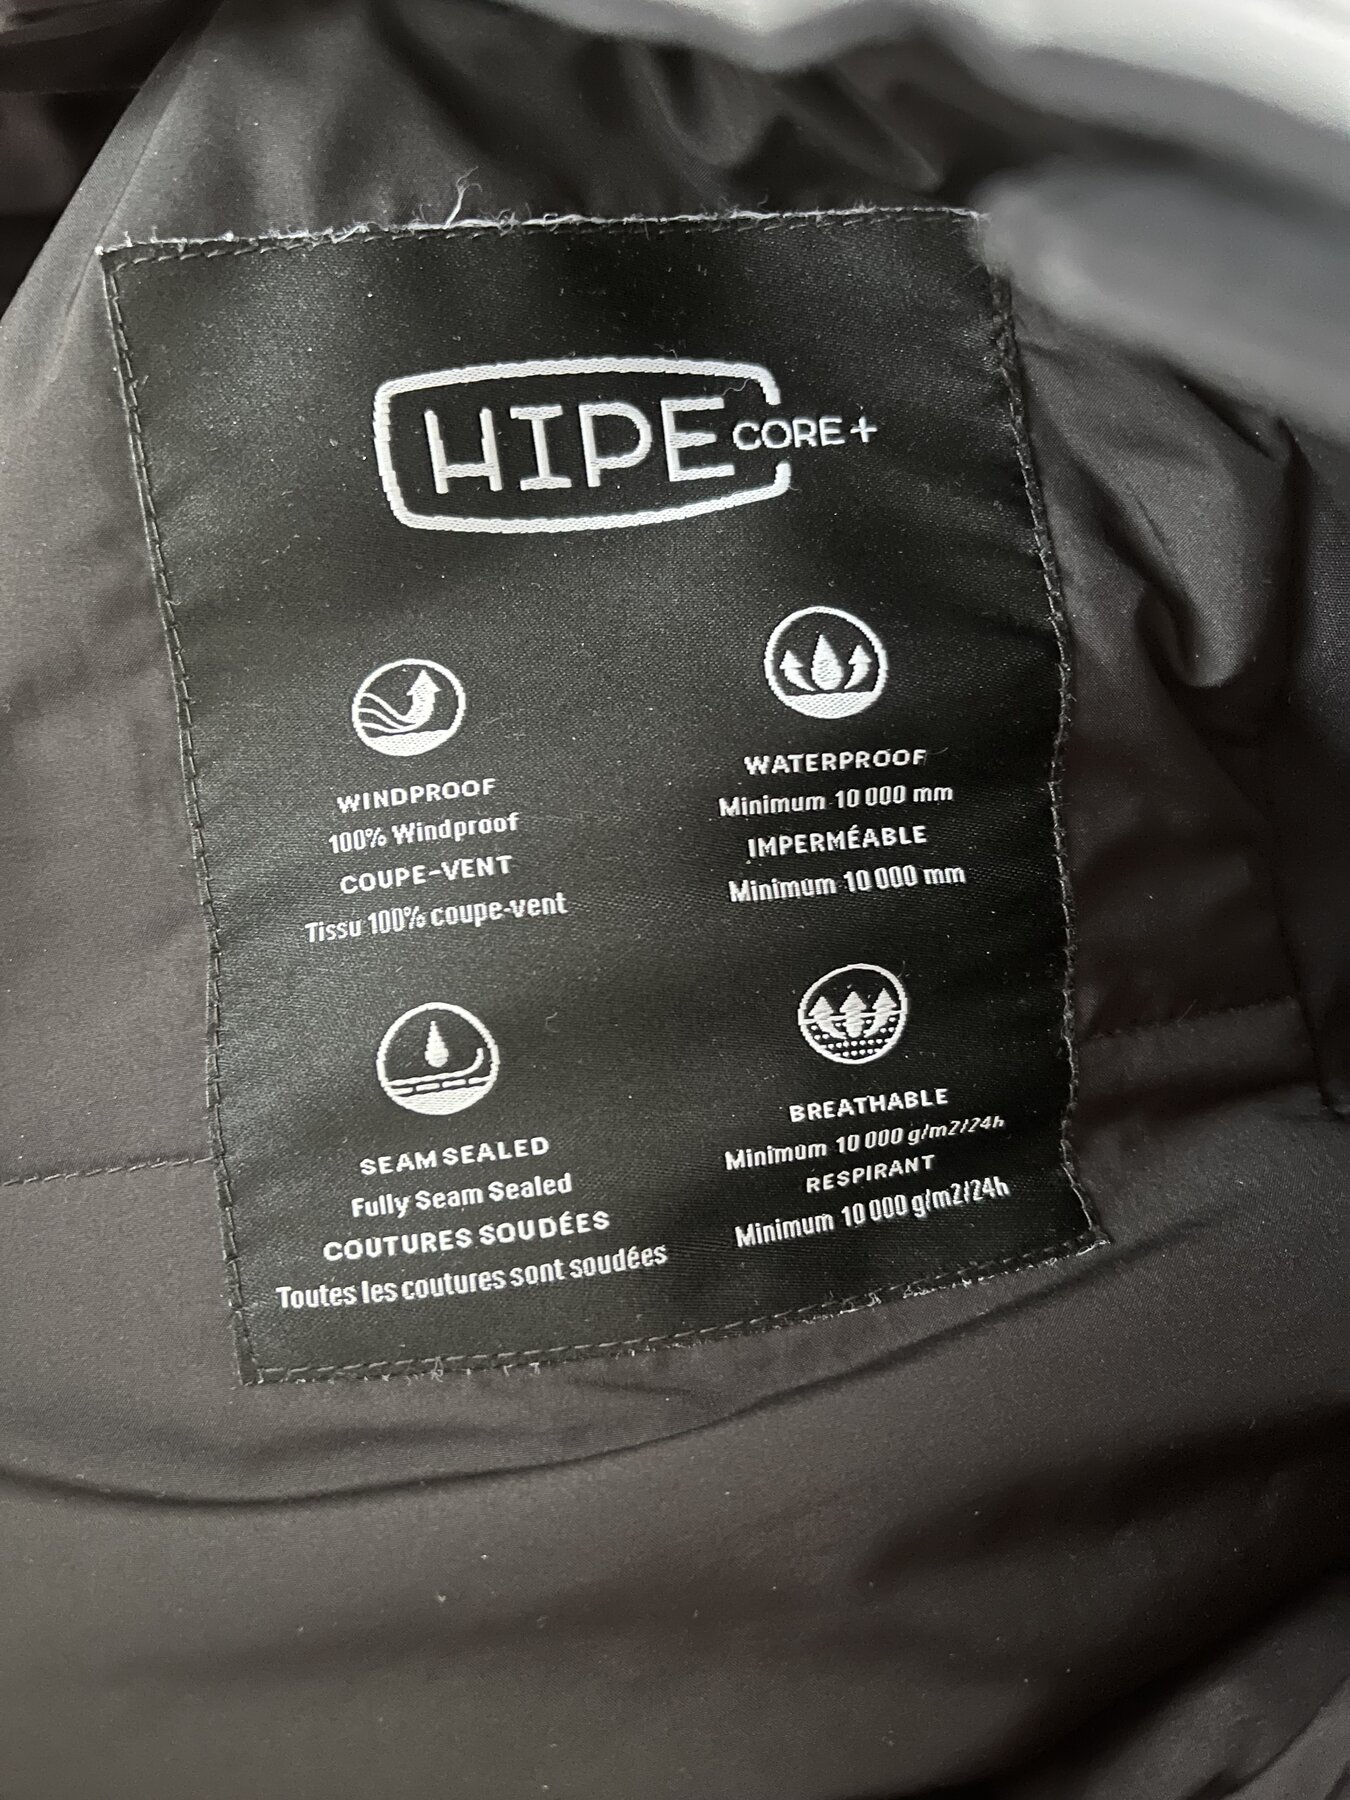 HIPE CORE+
WINDPROOF
100% Windproof
COUPE-VENT
Tissu 100% coupe-vent
WATERPROOF
Minimum 10 000 mm
IMPERMÉABLE
Minimum 10 000 mm
SEAM SEALED
Fully Seam Sealed
COUTURES SOUDÉES
Toutes les coutures sont soudées
BREATHABLE
Minimum 10 000 g/m2/24h
RESPIRANT
Minimum 10 000 g/m2/24h